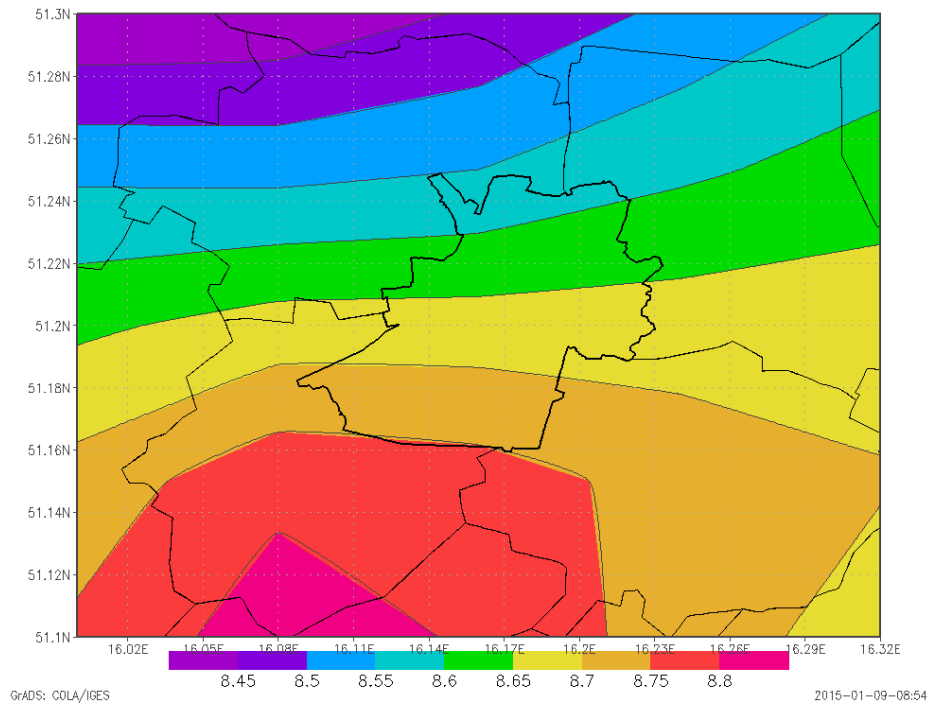 51.3N
51.28N
51.26N
51.24N
51.22N
51.2N
51.18N
51.16N
51.14N
51.12N
51.1N
16.02E 16.05E 16.08E 16.11E 16.14E 16.17E 16.2E 16.23E 16.26E 16.29E 16.32E
8.45 8.5 8.55 8.6 8.65 8.7 8.75 8.8
GrADS: COLA/IGES 2015-01-09-08:54